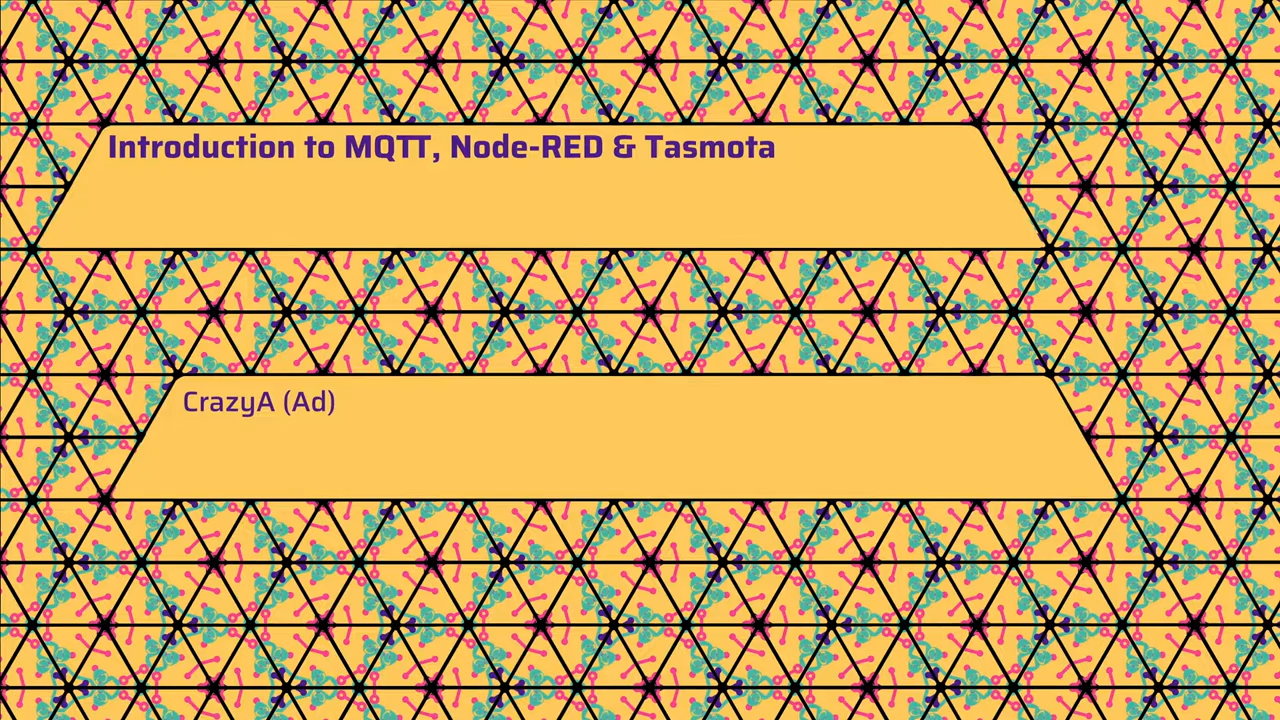 Introduction to MQTT, Node-RED & Tasmota
CrazyA (Ad)